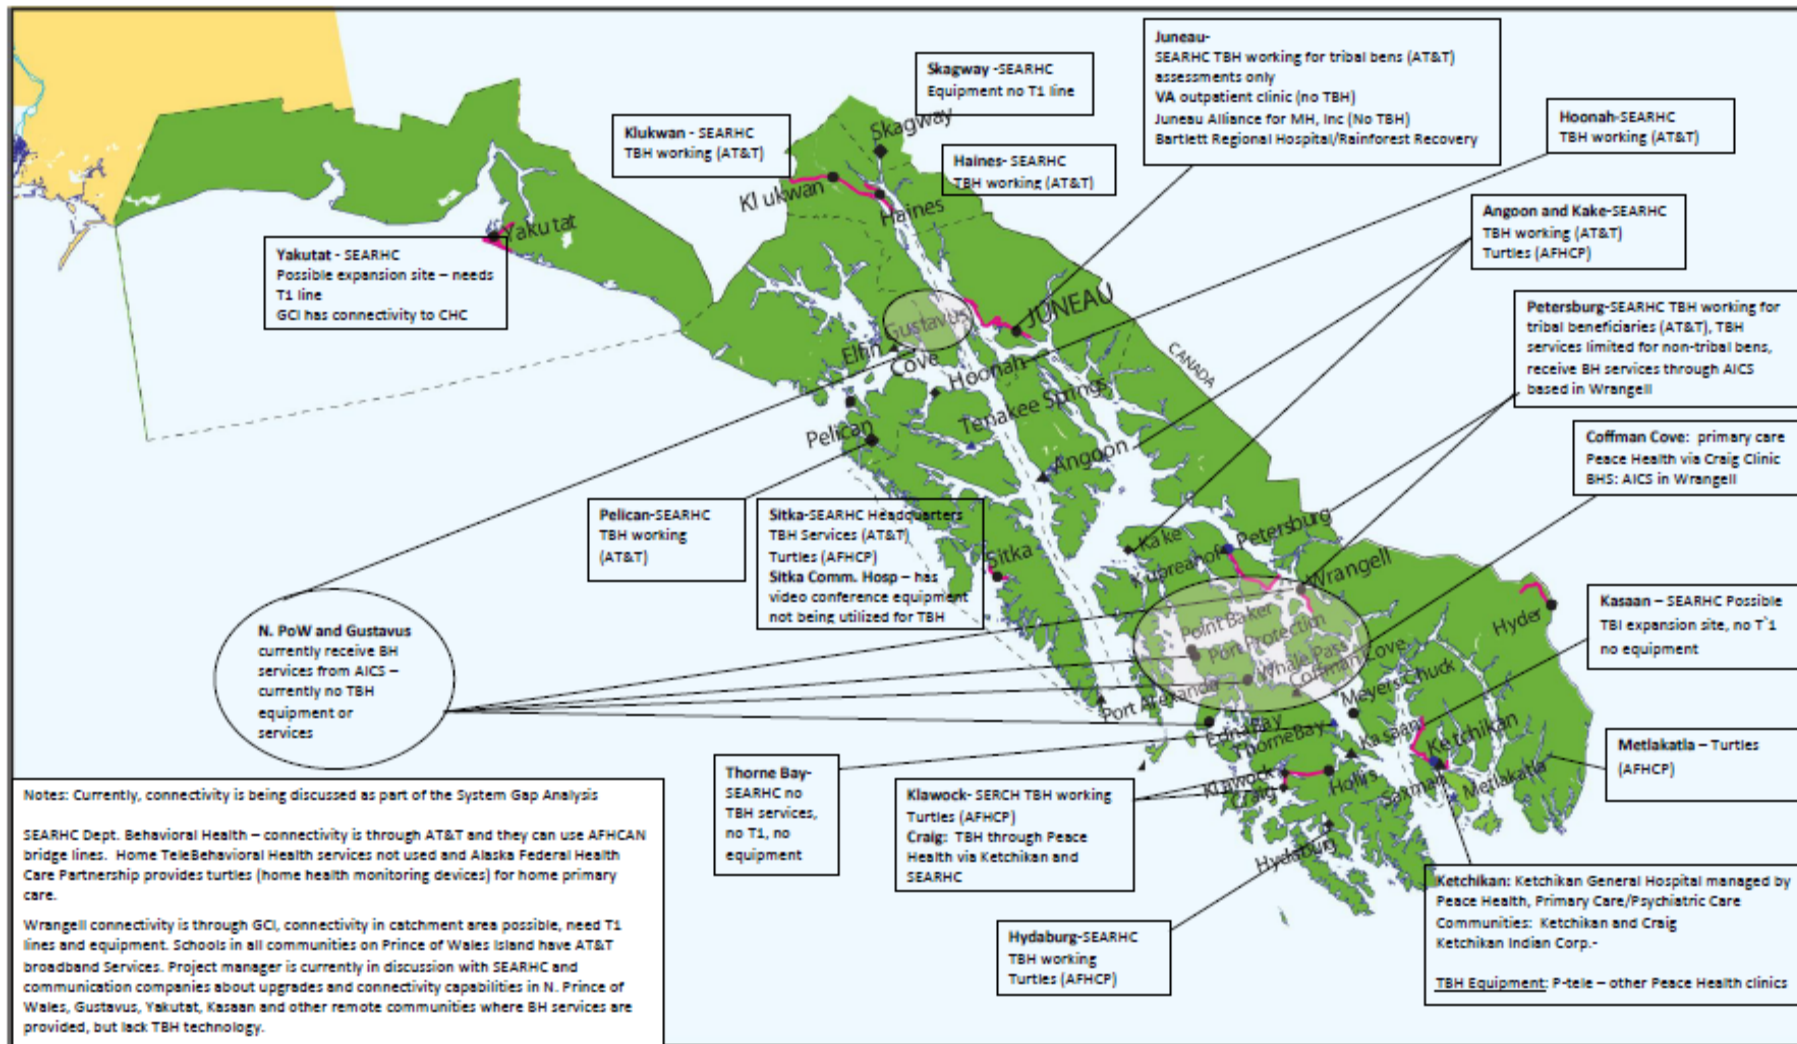 Skagway -SEARHC
Equipment no T1 line
Klukwan - SEARHC
TBH working (AT&T)
Haines- SEARHC
TBH working (AT&T)
Juneau-
SEARHC TBH working for tribal bens (AT&T)
assessments only
VA outpatient clinic (no TBH)
Juneau Alliance for MH, Inc (No TBH)
Bartlett Regional Hospital/Rainforest Recovery
Hoonah-SEARHC
TBH working (AT&T)
Angoon and Kake-SEARHC
TBH working (AT&T)
Turtles (AFHCP)
Yakutat - SEARHC
Possible expansion site – needs
T1 line
GCI has connectivity to CHC
Petersburg-SEARHC TBH working for
tribal beneficiaries (AT&T), TBH
services limited for non-tribal bens,
receive BH services through AICS
based in Wrangell
Coffman Cove: primary care
Peace Health via Craig Clinic
BHS: AICS in Wrangell
Pelican-SEARHC
TBH working
(AT&T)
Sitka-SEARHC Headquarters
TBH Services (AT&T)
Turtles (AFHCP)
Sitka Comm. Hosp – has
video conference equipment
not being utilized for TBH
Kasaan – SEARHC Possible
TBI expansion site, no T`1
no equipment
N. PoW and Gustavus
currently receive BH
services from AICS –
currently no TBH
equipment or
services
Metlakatla – Turtles
(AFHCP)
Thorne Bay-
SEARHC no
TBH services,
no T1, no
equipment
Klawock- SERCH TBH working
Turtles (AFHCP)
Craig: TBH through Peace
Health via Ketchikan and
SEARHC
Hydaburg-SEARHC
TBH working
Turtles (AFHCP)
Ketchikan: Ketchikan General Hospital managed by
Peace Health, Primary Care/Psychiatric Care
Communities: Ketchikan and Craig
Ketchikan Indian Corp.-
TBH Equipment: P-tele – other Peace Health clinics
Notes: Currently, connectivity is being discussed as part of the System Gap Analysis
SEARHC Dept. Behavioral Health – connectivity is through AT&T and they can use AFHCAN
bridge lines. Home TeleBehavioral Health services not used and Alaska Federal Health
Care Partnership provides turtles (home health monitoring devices) for home primary
care.
Wrangell connectivity is through GCI, connectivity in catchment area possible, need T1
lines and equipment. Schools in all communities on Prince of Wales Island have AT&T
broadband Services. Project manager is currently in discussion with SEARHC and
communication companies about upgrades and connectivity capabilities in N. Prince of
Wales, Gustavus, Yakutat, Kasaan and other remote communities where BH services are
provided, but lack TBH technology.
Skagway
Klukwan
Haines
Yakutat
JUNEAU
Gustavus
Elfin
Cove
Hoonah
CANADA
Tenakee Springs
Pelican
Angoon
Sitka
Kake
Kupreanof
Petersburg
Wrangell
Point Baker
Port Protection
Whale Pass
Coffman Cove
Port Alexander
Meyers Chuck
Hyder
Edna Bay
Thorne Bay
Kasaan
Ketchikan
Klawock
Craig
Hollis
Saxman
Metlakatla
Hydaburg